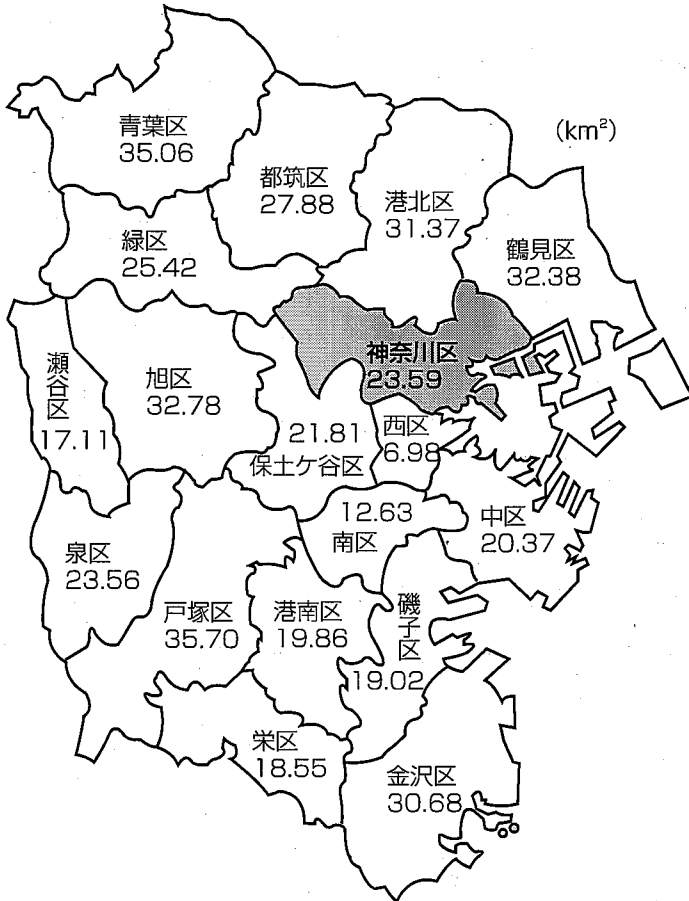 青葉区
35.06
都筑区
27.88
港北区
31.37
(km²)
鶴見区
32.38
緑区
25.42
神奈川区
23.59
瀬谷区
17.11
旭区
32.78
21.81
保土ケ谷区
西区
6.98
12.63
南区
中区
20.37
泉区
23.56
戸塚区
35.70
港南区
19.86
磯子区
19.02
栄区
18.55
金沢区
30.68